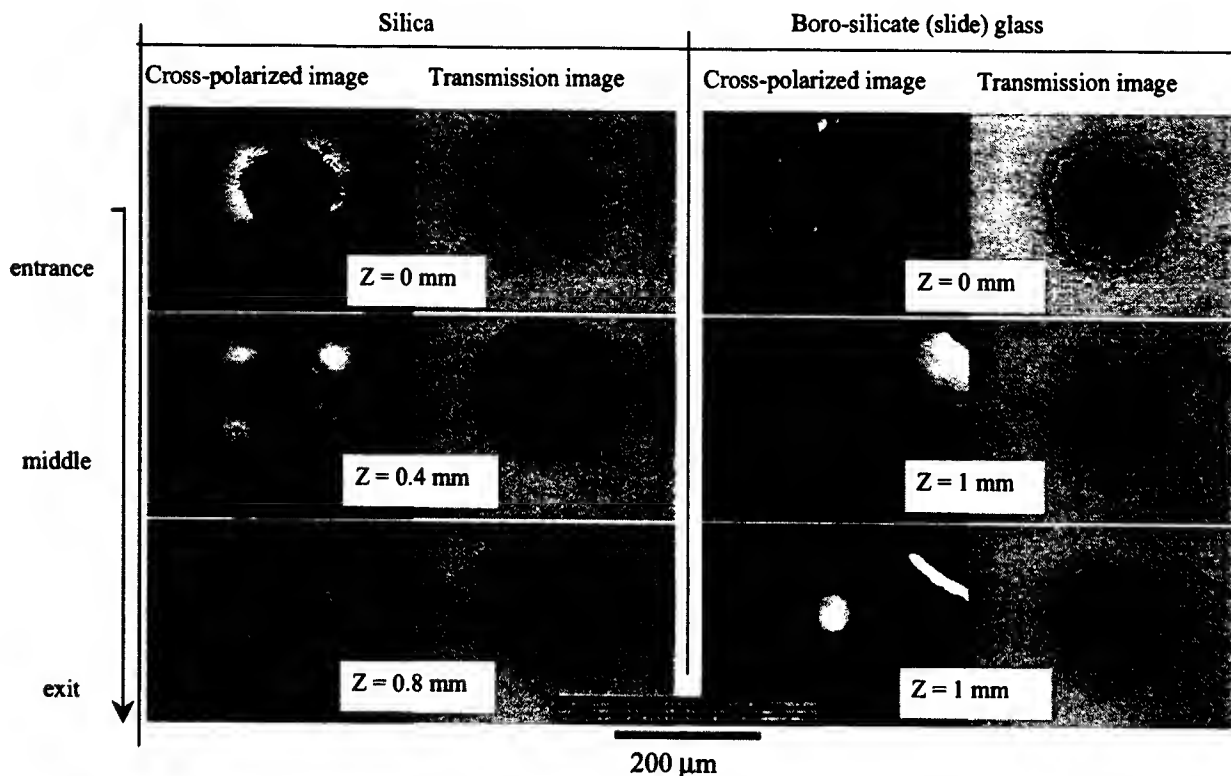 Silica
Boro-silicate (slide) glass
Cross-polarized image
Transmission image
Cross-polarized image
Transmission image
entrance
Z = 0 mm
Z = 0 mm
middle
Z = 0.4 mm
Z = 1 mm
exit
Z = 0.8 mm
Z = 1 mm
200 µm